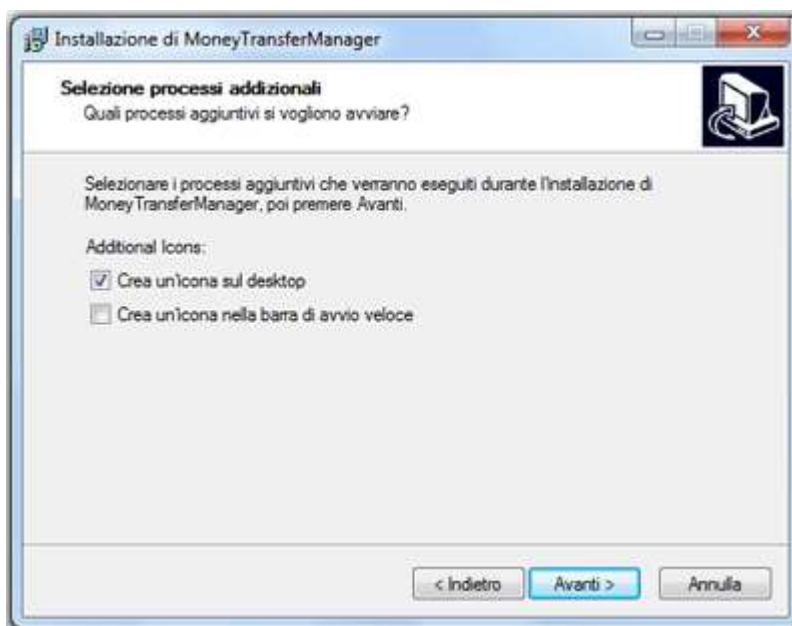 Installazione di MoneyTransferManager
Selezione processi addizionali
Quali processi aggiuntivi si vogliono avviare?
Selezionare i processi aggiuntivi che verranno eseguiti durante l'Installazione di
MoneyTransferManager, poi premere Avanti.
Additional Icons:
Crea un'icona sul desktop
Crea un'icona nella barra di avvio veloce
< Indietro
Avanti >
Annulla